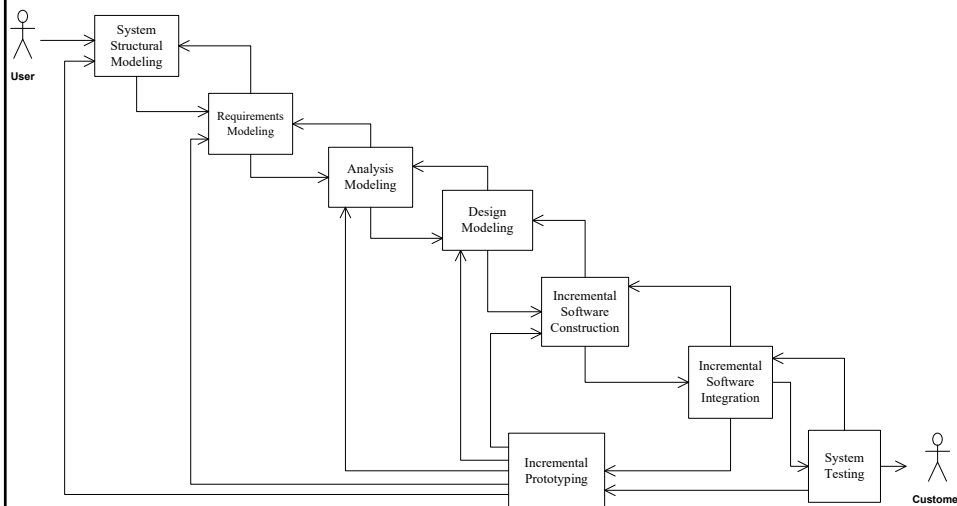 System
Structural
Modeling
User
Requirements
Modeling
Analysis
Modeling
Design
Modeling
Incremental
Software
Construction
Incremental
Software
Integration
Incremental
Prototyping
System
Testing
Custome